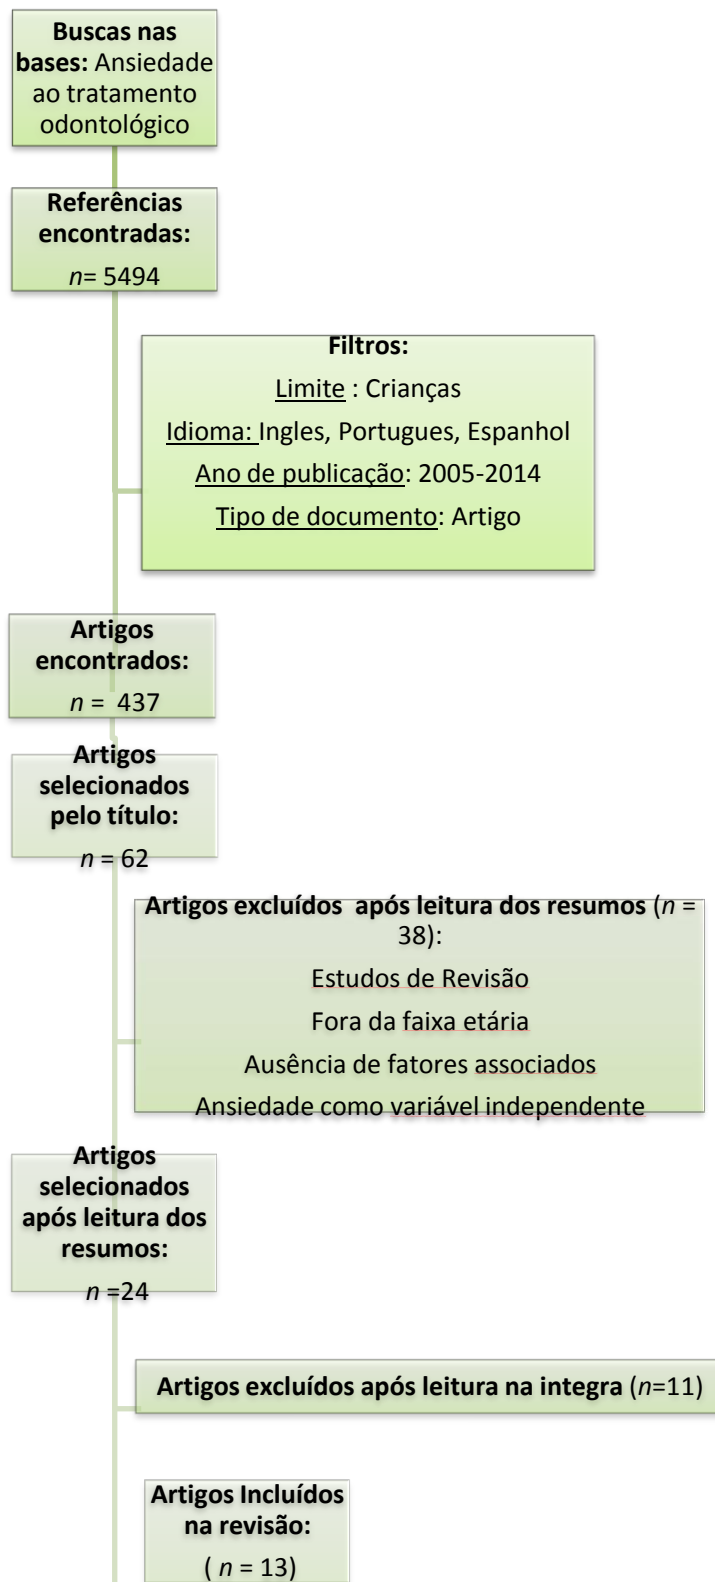 Buscas nas
bases: Ansiedade
ao tratamento
odontológico
Referências
encontradas:
n= 5494
Filtros:
Limite : Crianças
Idioma: Ingles, Portugues, Espanhol
Ano de publicação: 2005-2014
Tipo de documento: Artigo
Artigos
encontrados:
n = 437
Artigos
selecionados
pelo título:
n = 62
Artigos excluídos após leitura dos resumos (n =
38):
Estudos de Revisão
Fora da faixa etária
Ausência de fatores associados
Ansiedade como variável independente
Artigos
selecionados
após leitura dos
resumos:
n =24
Artigos excluídos após leitura na integra (n=11)
Artigos Incluídos
na revisão:
( n = 13)